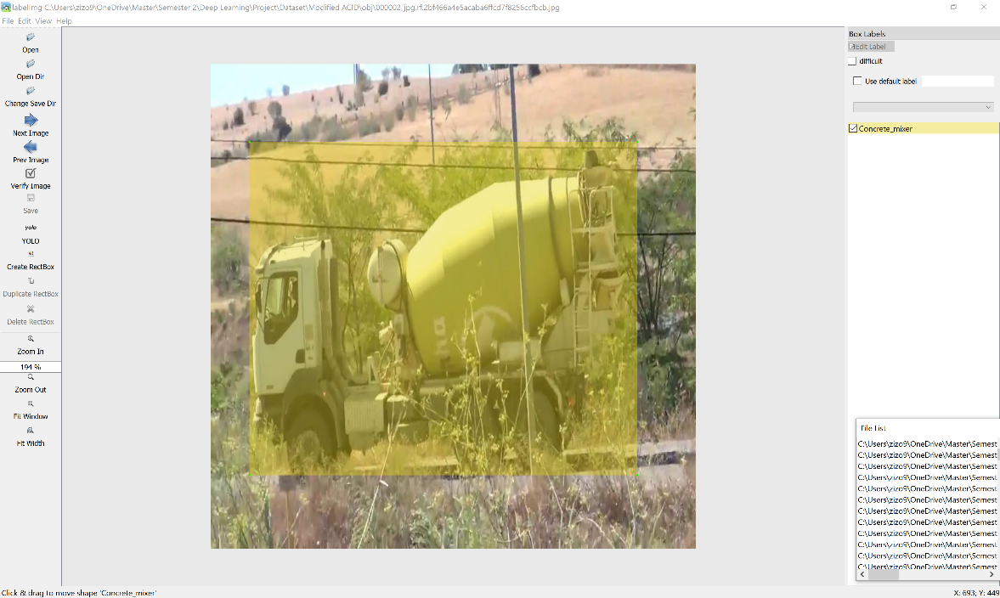 labelImg C:\Users\zizo9\OneDrive\Master\Semester 2\Deep Learning\Project\Dataset\Modified ACID\obj\000002_jpg.rf.2bf466a4e5acaba6ffcd7f8256ccfbcb.jpg
File Edit View Help
Open
Open Dir
Change Save Dir
Next Image
Prev Image
Verify Image
Save
yolo
YOLO
Create RectBox
Duplicate RectBox
Delete RectBox
Zoom In
194 %
Zoom Out
Fit Window
Fit Width
Box Labels
Edit Label
difficult
Use default label
Concrete_mixer
File List
C:\Users\zizo9\OneDrive\Master\Semest
C:\Users\zizo9\OneDrive\Master\Semest
C:\Users\zizo9\OneDrive\Master\Semest
C:\Users\zizo9\OneDrive\Master\Semest
C:\Users\zizo9\OneDrive\Master\Semest
C:\Users\zizo9\OneDrive\Master\Semest
C:\Users\zizo9\OneDrive\Master\Semest
C:\Users\zizo9\OneDrive\Master\Semest
C:\Users\zizo9\OneDrive\Master\Semest
C:\Users\zizo9\OneDrive\Master\Semest
C:\Users\zizo9\OneDrive\Master\Semest
C:\Users\zizo9\OneDrive\Master\Semest
Click & drag to move shape 'Concrete_mixer'
X: 693; Y: 449